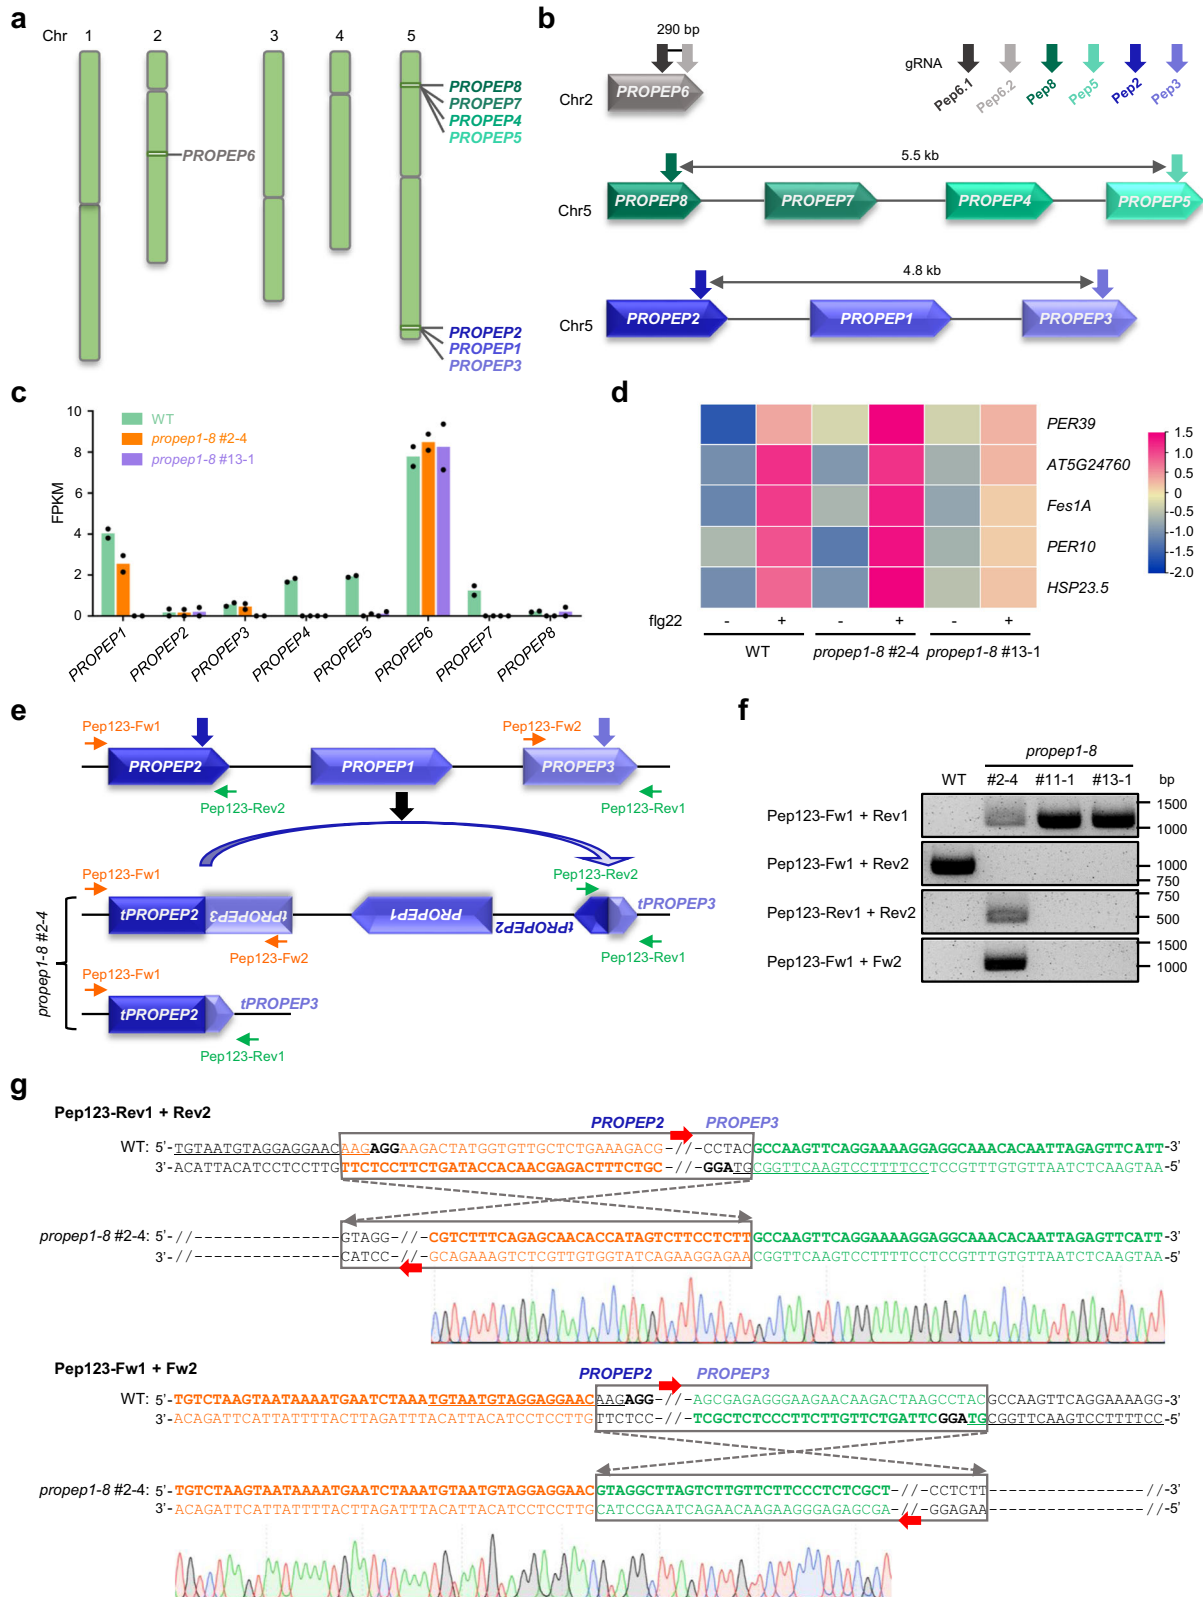 a
Chr 1 2 3 4 5
PROPEP8
PROPEP7
PROPEP4
PROPEP5
PROPEP6
PROPEP2
PROPEP1
PROPEP3
b
290 bp
gRNA
Pep6.1 Pep6.2 Pep8 Pep5 Pep2 Pep3
Chr2 PROPEP6
5.5 kb
Chr5 PROPEP8 PROPEP7 PROPEP4 PROPEP5
4.8 kb
Chr5 PROPEP2 PROPEP1 PROPEP3
c
WT
propep1-8 #2-4
propep1-8 #13-1
FPKM
10
8
6
4
2
0
PROPEP1 PROPEP2 PROPEP3 PROPEP4 PROPEP5 PROPEP6 PROPEP7 PROPEP8
d
PER39
AT5G24760
Fes1A
PER10
HSP23.5
1.5
1.0
0.5
0
-0.5
-1.0
-1.5
-2.0
flg22 - + - + - +
WT propep1-8 #2-4 propep1-8 #13-1
e
Pep123-Fw1 Pep123-Fw2
PROPEP2 PROPEP1 PROPEP3
Pep123-Rev2 Pep123-Rev1
propep1-8 #2-4
Pep123-Fw1 Pep123-Rev2
tPROPEP2 tPROPEP3 PROPEP1 tPROPEP2 tPROPEP3
Pep123-Fw2 Pep123-Rev1
Pep123-Fw1
tPROPEP2 tPROPEP3
Pep123-Rev1
f
propep1-8
WT #2-4 #11-1 #13-1 bp
Pep123-Fw1 + Rev1 1500
1000
Pep123-Fw1 + Rev2 1000
750
Pep123-Rev1 + Rev2 750
500
Pep123-Fw1 + Fw2 1500
1000
g
Pep123-Rev1 + Rev2
PROPEP2 PROPEP3
WT: 5'-TGTAATGTAGGAGGAACAAGAGGAAGACTATGGTGTTGCTCTGAAAGACG-//-CCTACGCCAAGTTCAGGAAAAGGAGGCAAACACAATTAGAGTTCATT-3'
3'-ACATTACATCCTCCTTGTTCTCCTTCTGATACCACAACGAGACTTTCTGC-//-GGATGCGGTTCAAGTCCTTTTCCTCCGTTTGTGTTAATCTCAAGTAA-5'
propep1-8 #2-4: 5'-//----------------GTAGG-//-CGTCTTTCAGAGCAACACCATAGTCTTCCTCTTGCCAAGTTCAGGAAAAGGAGGCAAACACAATTAGAGTTCATT-3'
3'-//----------------CATCC-//-GCAGAAAGTCTCGTTGTGGTATCAGAAGGAGAACGGTTCAAGTCCTTTTCCTCCGTTTGTGTTAATCTCAAGTAA-5'
Pep123-Fw1 + Fw2
PROPEP2 PROPEP3
WT: 5'-TGTCTAAGTAATAAAATGAATCTAAATGTAATGTAGGAGGAACAAGAGG-//-AGCGAGAGGGAAGAACAAGACTAAGCCTACGCCAAGTTCAGGAAAAGG-3'
3'-ACAGATTCATTATTTTACTTAGATTTACATTACATCCTCCTTGTTCTCC-//-TCGCTCTCCCTTCTTGTTCTGATTCGGATGCGGTTCAAGTCCTTTTCC-5'
propep1-8 #2-4: 5'-TGTCTAAGTAATAAAATGAATCTAAATGTAATGTAGGAGGAACGTAGGCTTAGTCTTGTTCTTCCCTCTCGCT-//-CCTCTT----------------//-3'
3'-ACAGATTCATTATTTTACTTAGATTTACATTACATCCTCCTTGCATCCGAATCAGAACAAGAAGGGAGAGCGA-//-GGAGAA----------------//-5'